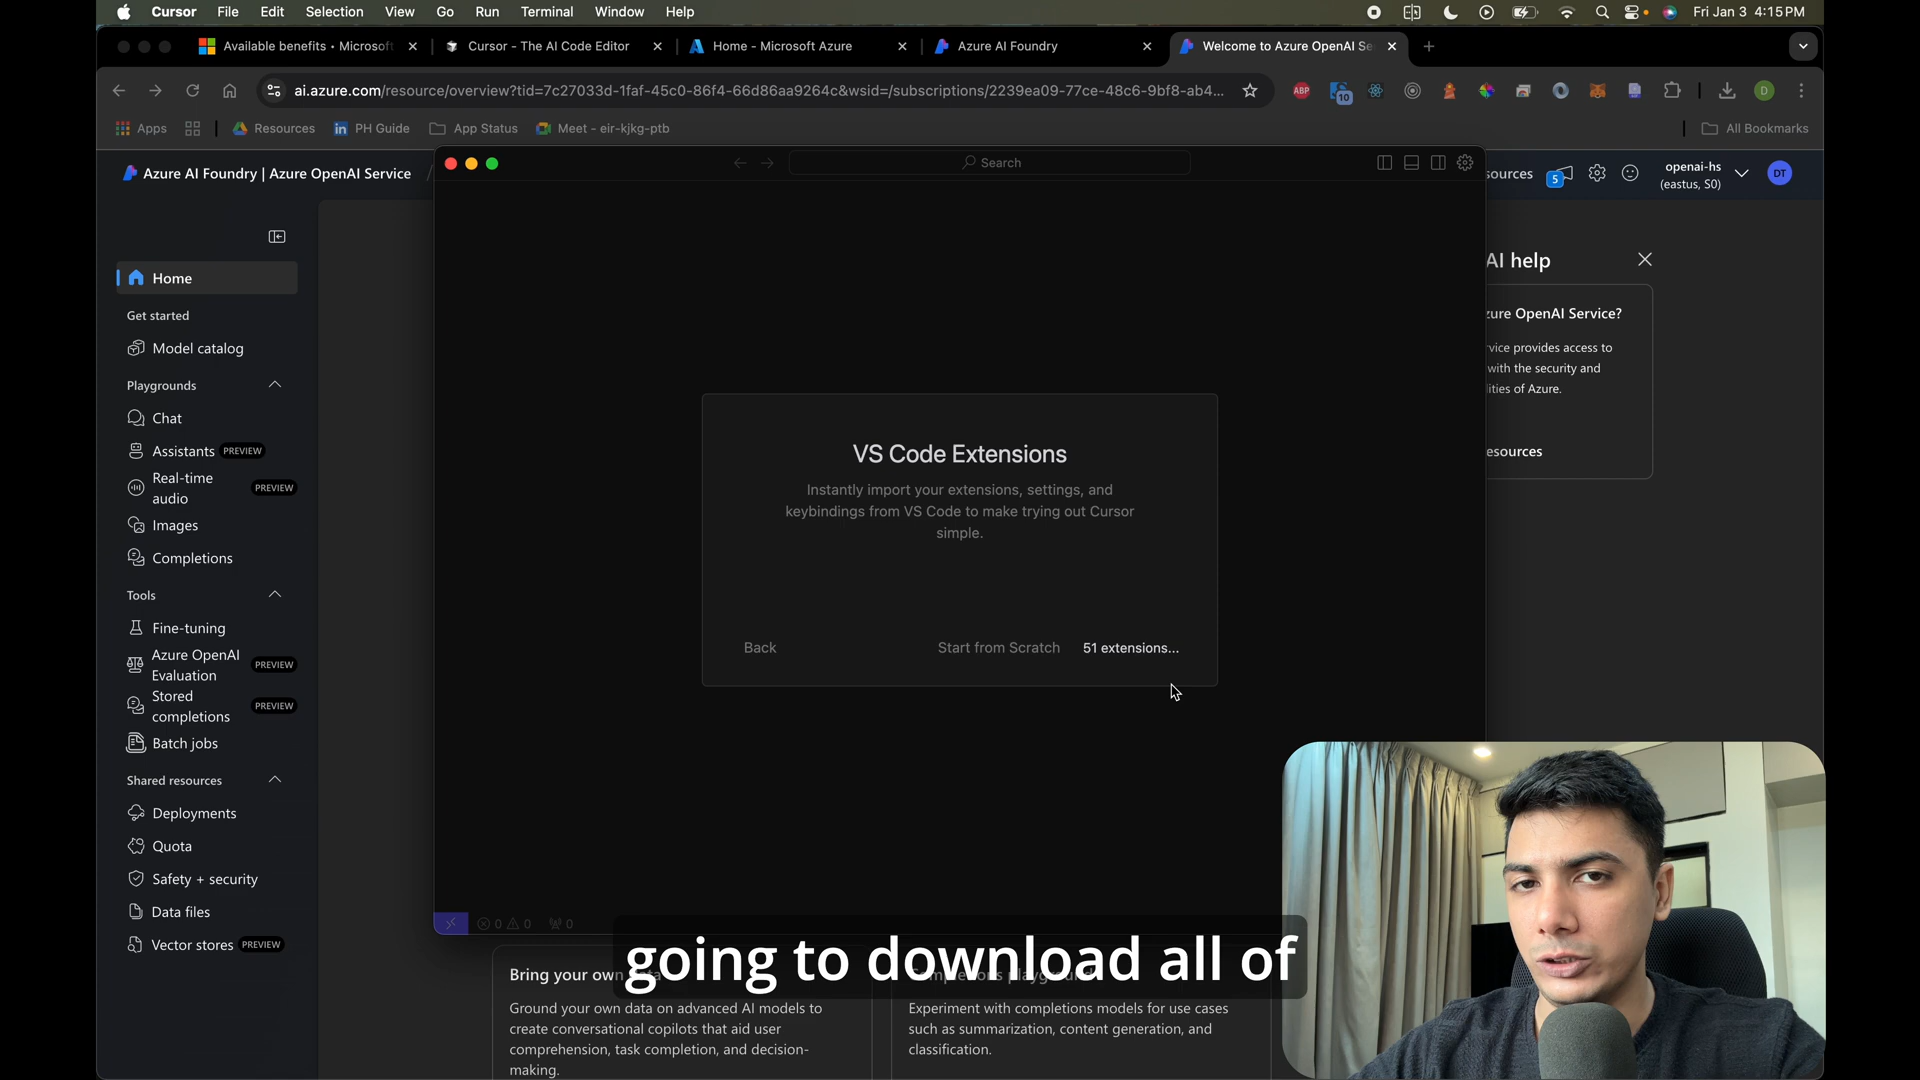 Cursor File Edit Selection View Go Run Terminal Window Help Fri Jan 3 4:15PM
Available benefits • Microsoft Cursor - The AI Code Editor Home - Microsoft Azure Azure AI Foundry Welcome to Azure OpenAI Se
ai.azure.com/resource/overview?tid=7c27033d-1faf-45c0-86f4-66d86aa9264c&wsid=/subscriptions/2239ea09-77ce-48c6-9bf8-ab4... ABP 10 D
Apps Resources PH Guide App Status Meet - eir-kjkg-ptb All Bookmarks
Azure AI Foundry | Azure OpenAI Service / Search sources 5 openai-hs
(eastus, S0) DT
Home
Get started
Model catalog
Playgrounds
Chat
Assistants PREVIEW
Real-time
audio PREVIEW
Images
Completions
Tools
Fine-tuning
Azure OpenAI
Evaluation PREVIEW
Stored
completions PREVIEW
Batch jobs
Shared resources
Deployments
Quota
Safety + security
Data files
Vector stores PREVIEW
VS Code Extensions
Instantly import your extensions, settings, and
keybindings from VS Code to make trying out Cursor
simple.
Back Start from Scratch 51 extensions...
0 0 0
AI help
zure OpenAI Service?
vice provides access to
with the security and
ities of Azure.
esources
going to download all of
Bring your own
Ground your own data on advanced AI models to
create conversational copilots that aid user
comprehension, task completion, and decision-
making.
Experiment with completions models for use cases
such as summarization, content generation, and
classification.